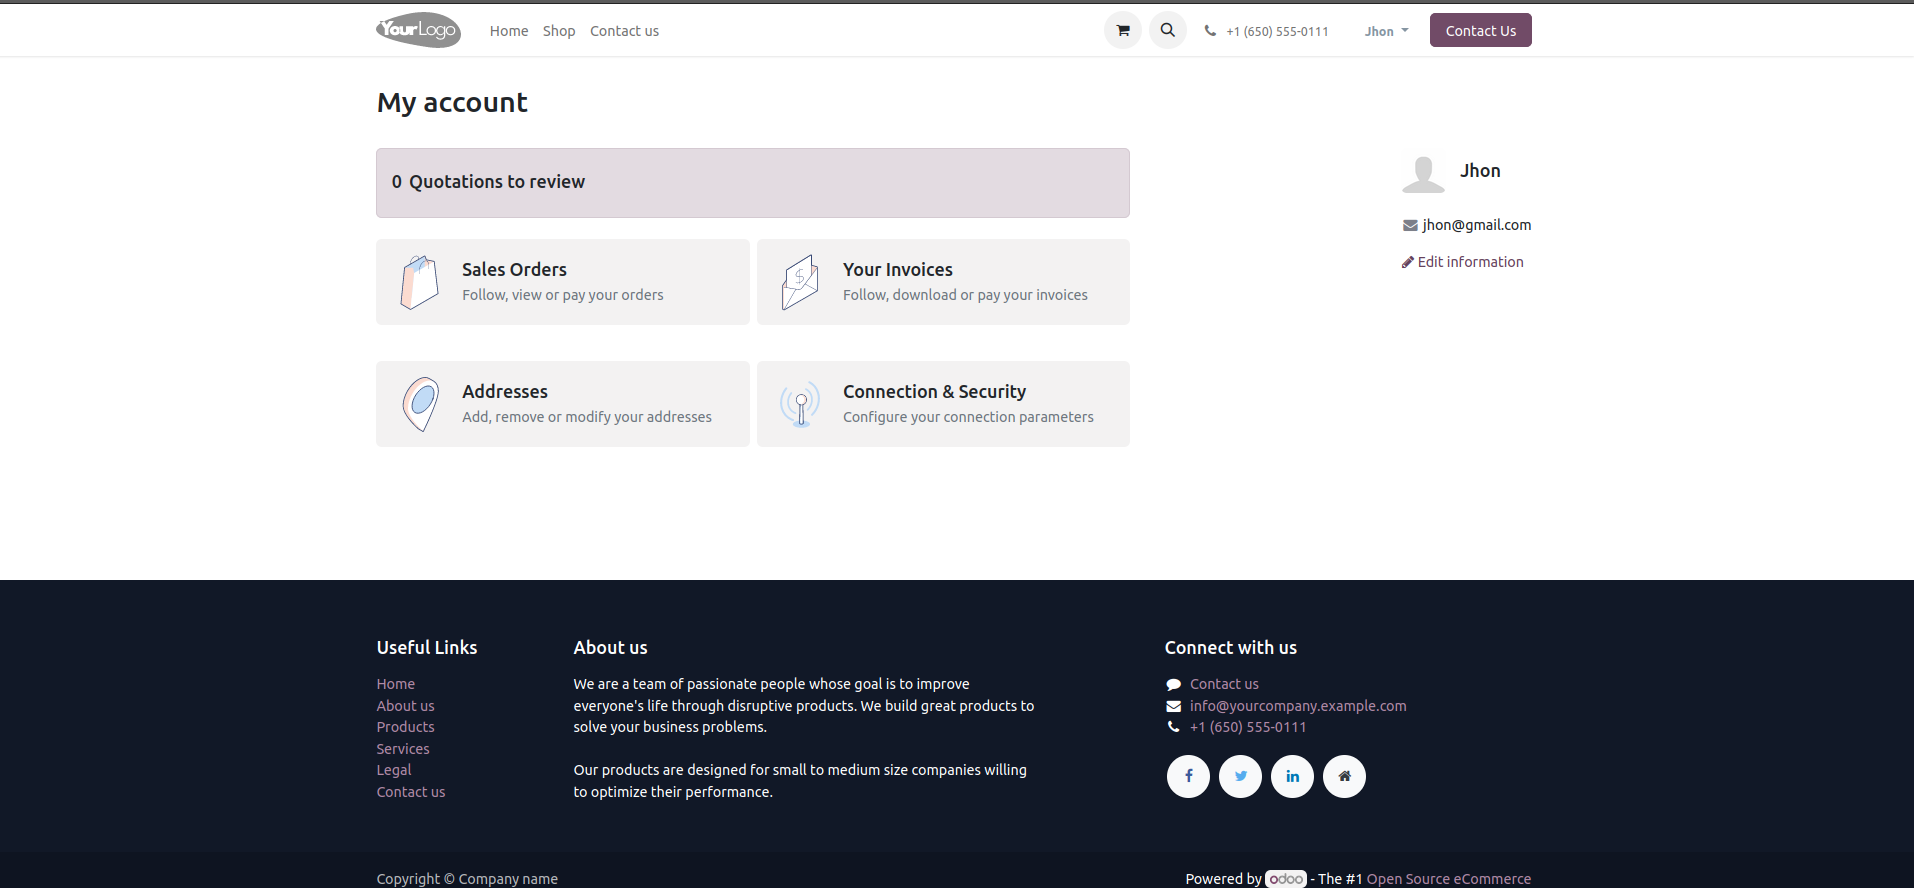 YourLogo Home Shop Contact us +1 (650) 555-0111 Jhon Contact Us
My account
0 Quotations to review
Jhon
jhon@gmail.com
Edit information
Sales Orders
Follow, view or pay your orders
Your Invoices
$
Follow, download or pay your invoices
Addresses
Add, remove or modify your addresses
Connection & Security
Configure your connection parameters
Useful Links
Home
About us
Products
Services
Legal
Contact us
About us
We are a team of passionate people whose goal is to improve
everyone's life through disruptive products. We build great products to
solve your business problems.
Our products are designed for small to medium size companies willing
to optimize their performance.
Connect with us
Contact us
info@yourcompany.example.com
+1 (650) 555-0111
Copyright © Company name
Powered by odoo - The #1 Open Source eCommerce